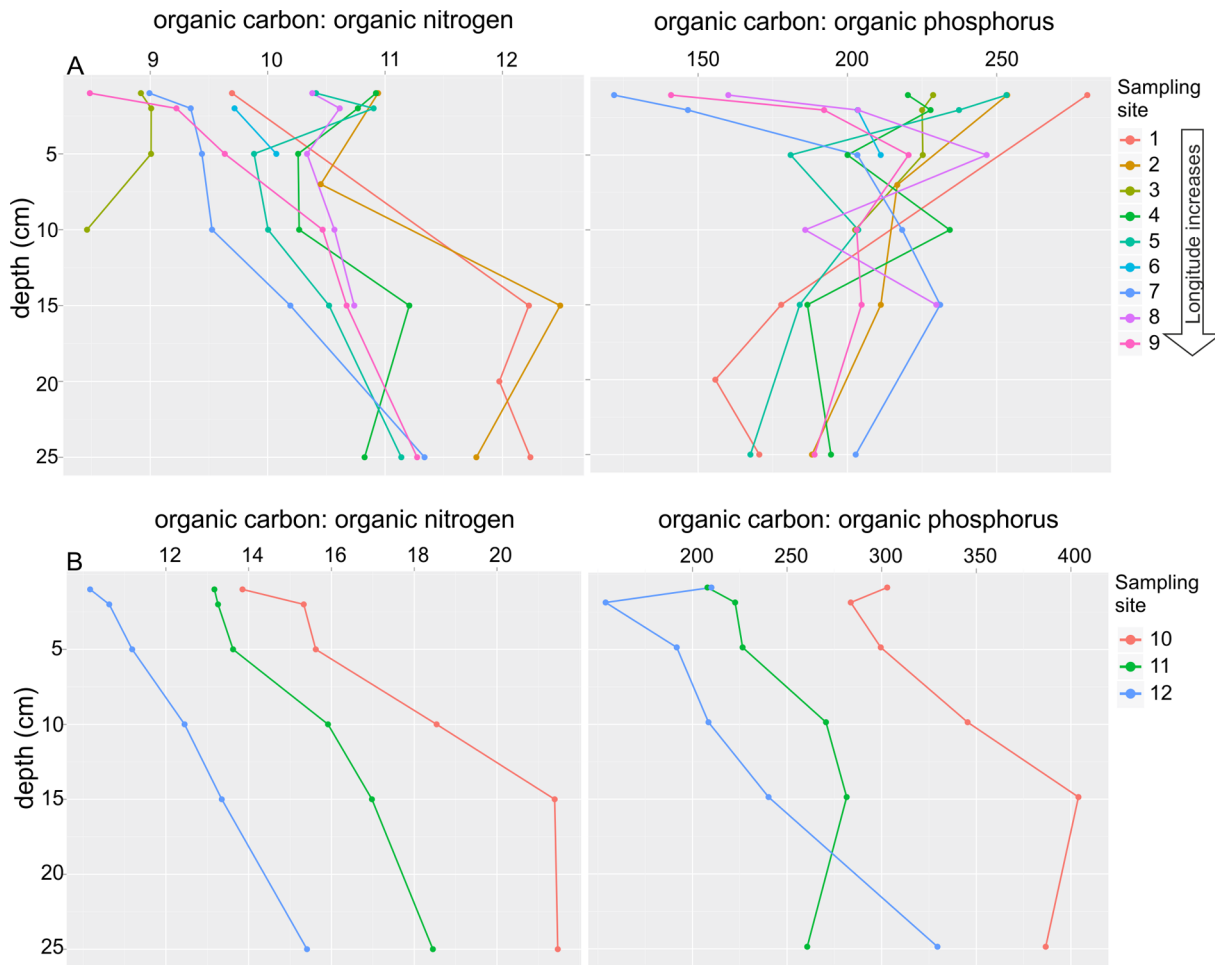 organic carbon: organic nitrogen
organic carbon: organic phosphorus
A
9 10 11 12
150 200 250
depth (cm)
5
10
15
20
25
Sampling
site
1
2
3
4
5
6
7
8
9
Longitude increases
organic carbon: organic nitrogen
organic carbon: organic phosphorus
B
12 14 16 18 20
200 250 300 350 400
depth (cm)
5
10
15
20
25
Sampling
site
10
11
12